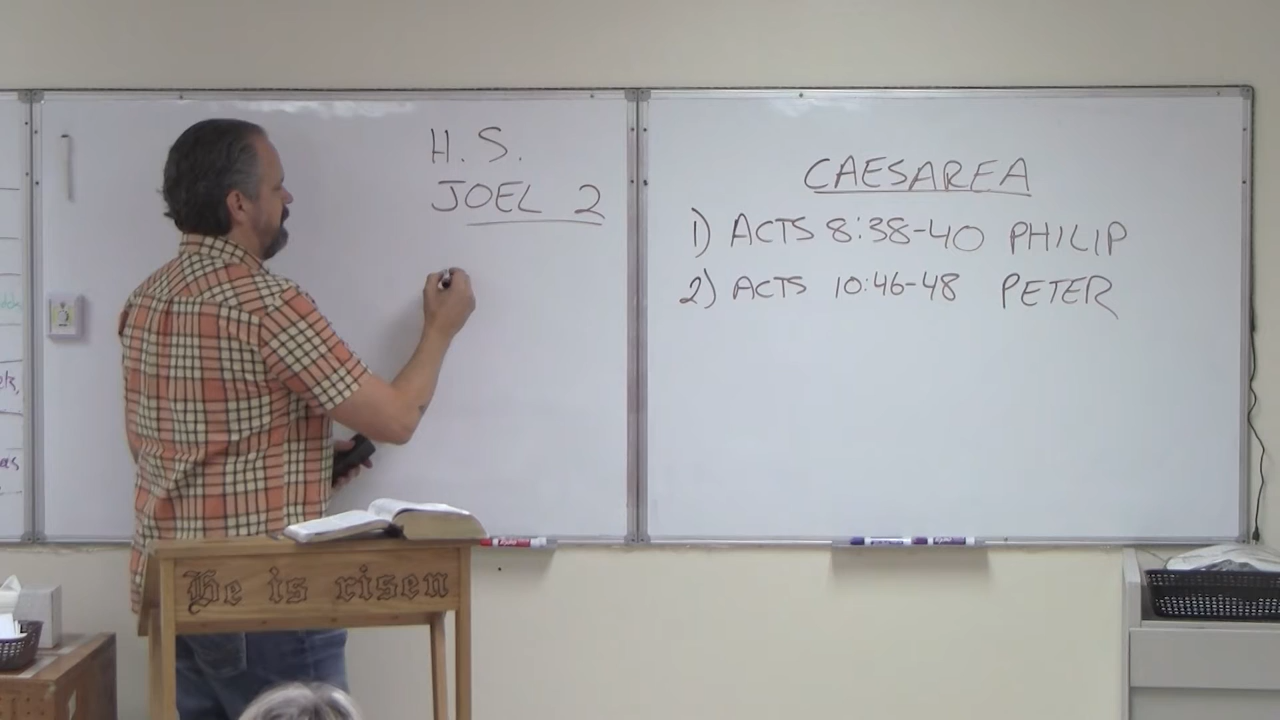 H. S.
JOEL 2
CAESAREA
1) ACTS 8:38-40 PHILIP
2) ACTS 10:46-48 PETER
He is risen